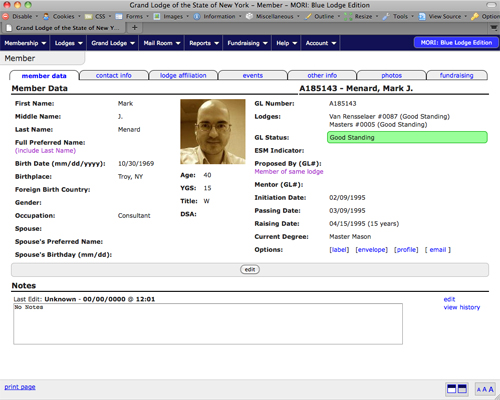 Grand Lodge of the State of New York - Member - MORI: Blue Lodge Edition
Disable Cookies CSS Forms Images Information Miscellaneous Outline Resize Tools View Source Option
Grand Lodge of the State of New Y...
Membership Lodges Grand Lodge Mail Room Reports Fundraising Help Account MORI: Blue Lodge Edition
Member
member data contact info lodge affiliation events other info photos fundraising
Member Data
A185143 - Menard, Mark J.
First Name: Mark
Middle Name: J.
Last Name: Menard
Full Preferred Name:
(include Last Name)
Birth Date (mm/dd/yyyy): 10/30/1969
Birthplace: Troy, NY
Foreign Birth Country:
Gender:
Occupation: Consultant
Spouse:
Spouse's Preferred Name:
Spouse's Birthday (mm/dd):
Age: 40
YGS: 15
Title: W
DSA:
GL Number: A185143
Lodges: Van Rensselaer #0087 (Good Standing)
Masters #0005 (Good Standing)
GL Status: Good Standing
ESM Indicator:
Proposed By (GL#):
Member of same lodge
Mentor (GL#):
Initiation Date: 02/09/1995
Passing Date: 03/09/1995
Raising Date: 04/15/1995 (15 years)
Current Degree: Master Mason
Options: [label] [envelope] [profile] [ email ]
edit
Notes
Last Edit: Unknown - 00/00/0000 @ 12:01
No Notes
edit
view history
print page
A A A